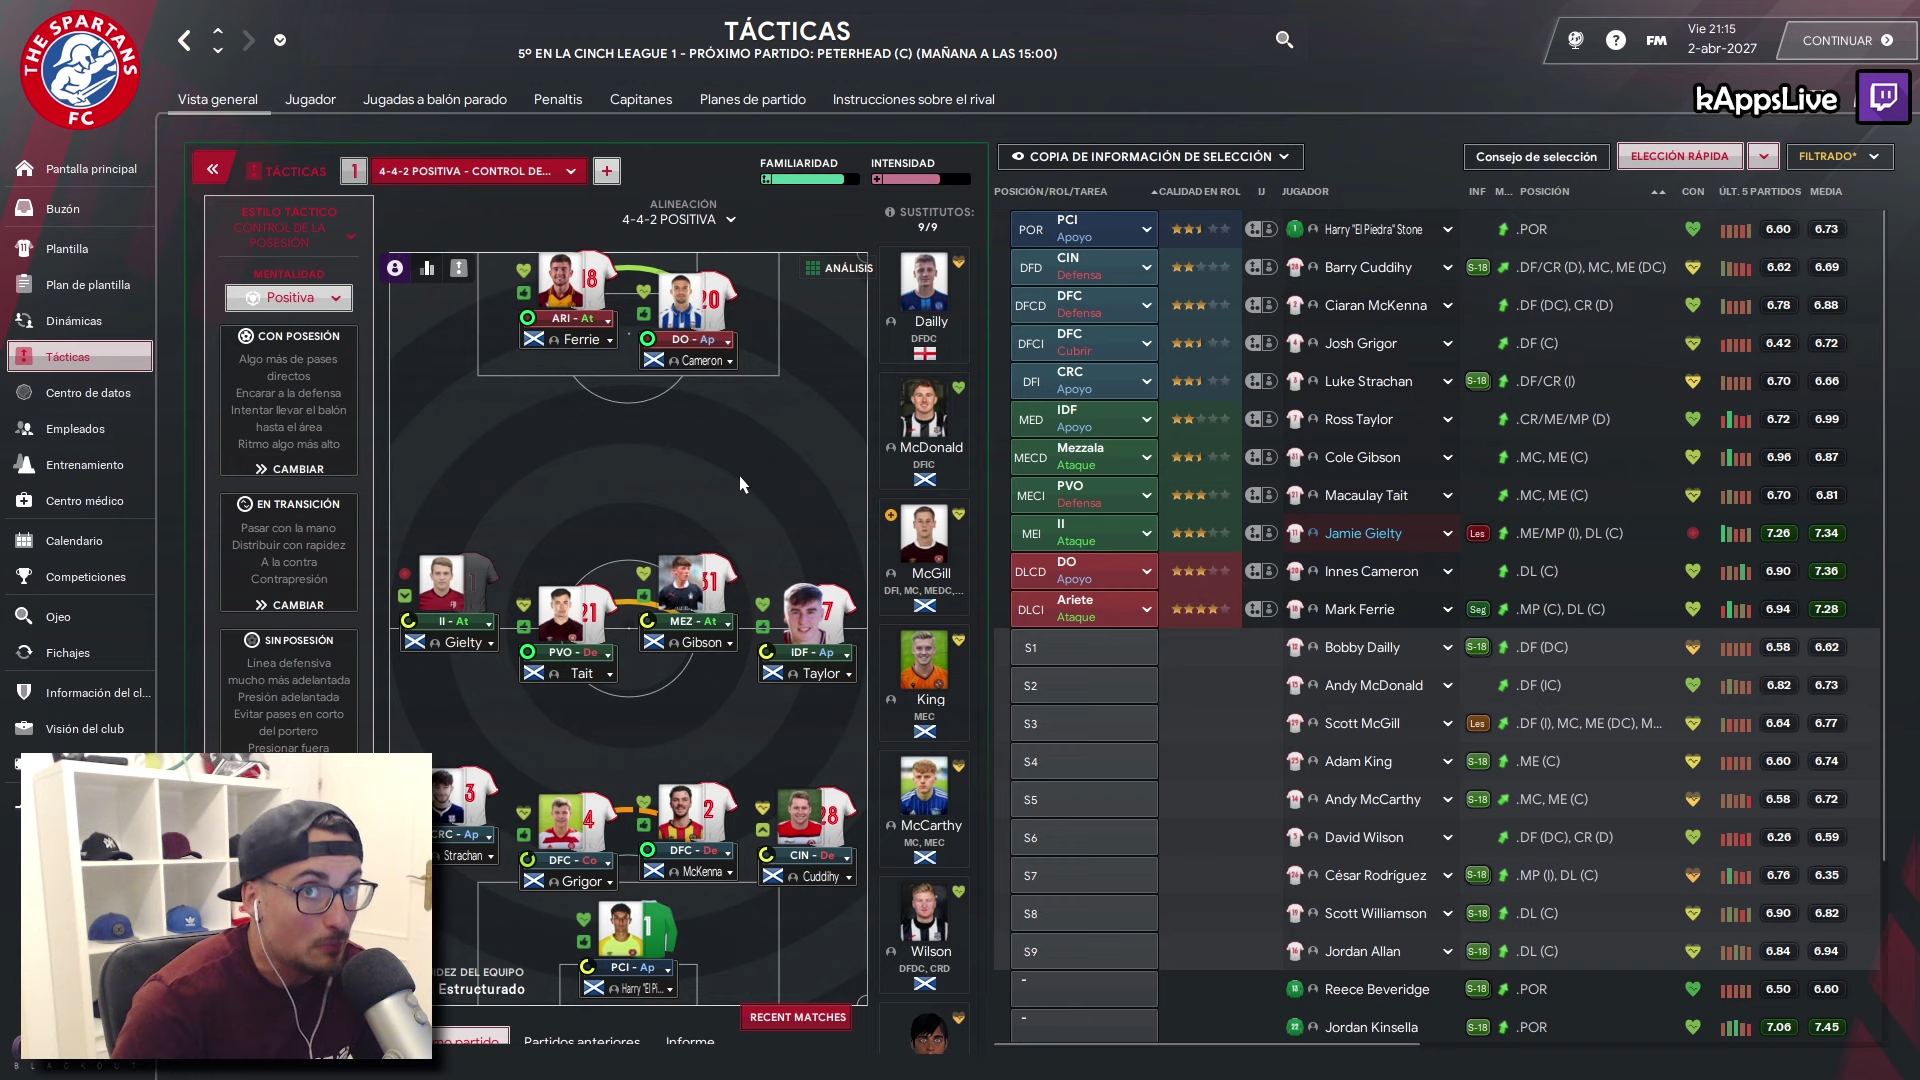 THE SPARTANS
FC
TÁCTICAS
5º EN LA CINCH LEAGUE 1 - PRÓXIMO PARTIDO: PETERHEAD (C) (MAÑANA A LAS 15:00)
FM
Vie 21:15
2-abr-2027
CONTINUAR
kAppsLive
Vista general
Jugador
Jugadas a balón parado
Penaltis
Capitanes
Planes de partido
Instrucciones sobre el rival
Pantalla principal
Buzón
Plantilla
Plan de plantilla
Dinámicas
Tácticas
Centro de datos
Empleados
Entrenamiento
Centro médico
Calendario
Competiciones
Ojeo
Fichajes
Información del cl...
Visión del club
TÁCTICAS
1
4-4-2 POSITIVA - CONTROL DE...
FAMILIARIDAD
INTENSIDAD
ESTILO TÁCTICO
CONTROL DE LA
POSESIÓN
MENTALIDAD
Positiva
CON POSESIÓN
Algo más de pases
directos
Encarar a la defensa
Intentar llevar el balón
hasta el área
Ritmo algo más alto
CAMBIAR
EN TRANSICIÓN
Pasar con la mano
Distribuir con rapidez
A la contra
Contrapresión
CAMBIAR
SIN POSESIÓN
Línea defensiva
mucho más adelantada
Presión adelantada
Evitar pases en corto
del portero
Presionar fuera
ALINEACIÓN
4-4-2 POSITIVA
SUSTITUTOS:
9/9
ANÁLISIS
18
ARI - At
Ferrie
20
DO - Ap
Cameron
II - At
Gielty
21
PVO - De
Tait
31
MEZ - At
Gibson
7
IDF - Ap
Taylor
3
CRC - Ap
Strachan
4
DFC - Co
Grigor
2
DFC - De
McKenna
28
CIN - De
Cuddihy
1
PCI - Ap
Harry "El Pi...
IDEZ DEL EQUIPO
Estructurado
RECENT MATCHES
mo partido
Partidos anteriores
Informe
Dailly
DFDC
McDonald
DFIC
McGill
DFI, MC, MEDC,...
King
MEC
McCarthy
MC, MEC
Wilson
DFDC, CRD
COPIA DE INFORMACIÓN DE SELECCIÓN
Consejo de selección
ELECCIÓN RÁPIDA
FILTRADO*
POSICIÓN/ROL/TAREA
CALIDAD EN ROL
IJ
JUGADOR
INF
M...
POSICIÓN
CON
ÚLT. 5 PARTIDOS
MEDIA
POR PCI Apoyo Harry "El Piedra" Stone .POR 6.60 6.73
DFD CIN Defensa Barry Cuddihy S-18 .DF/CR (D), MC, ME (DC) 6.62 6.69
DFCD DFC Defensa Ciaran McKenna .DF (DC), CR (D) 6.78 6.88
DFCI DFC Cubrir Josh Grigor .DF (C) 6.42 6.72
DFI CRC Apoyo Luke Strachan S-18 .DF/CR (I) 6.70 6.66
MED IDF Apoyo Ross Taylor .CR/ME/MP (D) 6.72 6.99
MECD Mezzala Ataque Cole Gibson .MC, ME (C) 6.96 6.87
MECI PVO Defensa Macaulay Tait .MC, ME (C) 6.70 6.81
MEI II Ataque Jamie Gielty Les .ME/MP (I), DL (C) 7.26 7.34
DLCD DO Apoyo Innes Cameron .DL (C) 6.90 7.36
DLCI Ariete Ataque Mark Ferrie Seg .MP (C), DL (C) 6.94 7.28
S1 Bobby Dailly S-18 .DF (DC) 6.58 6.62
S2 Andy McDonald .DF (IC) 6.82 6.73
S3 Scott McGill Les .DF (I), MC, ME (DC), M... 6.64 6.77
S4 Adam King S-18 .ME (C) 6.60 6.74
S5 Andy McCarthy S-18 .MC, ME (C) 6.58 6.72
S6 David Wilson .DF (DC), CR (D) 6.26 6.59
S7 César Rodríguez S-18 .MP (I), DL (C) 6.76 6.35
S8 Scott Williamson S-18 .DL (C) 6.90 6.82
S9 Jordan Allan S-18 .DL (C) 6.84 6.94
- Reece Beveridge S-18 .POR 6.50 6.60
- Jordan Kinsella S-18 .POR 7.06 7.45